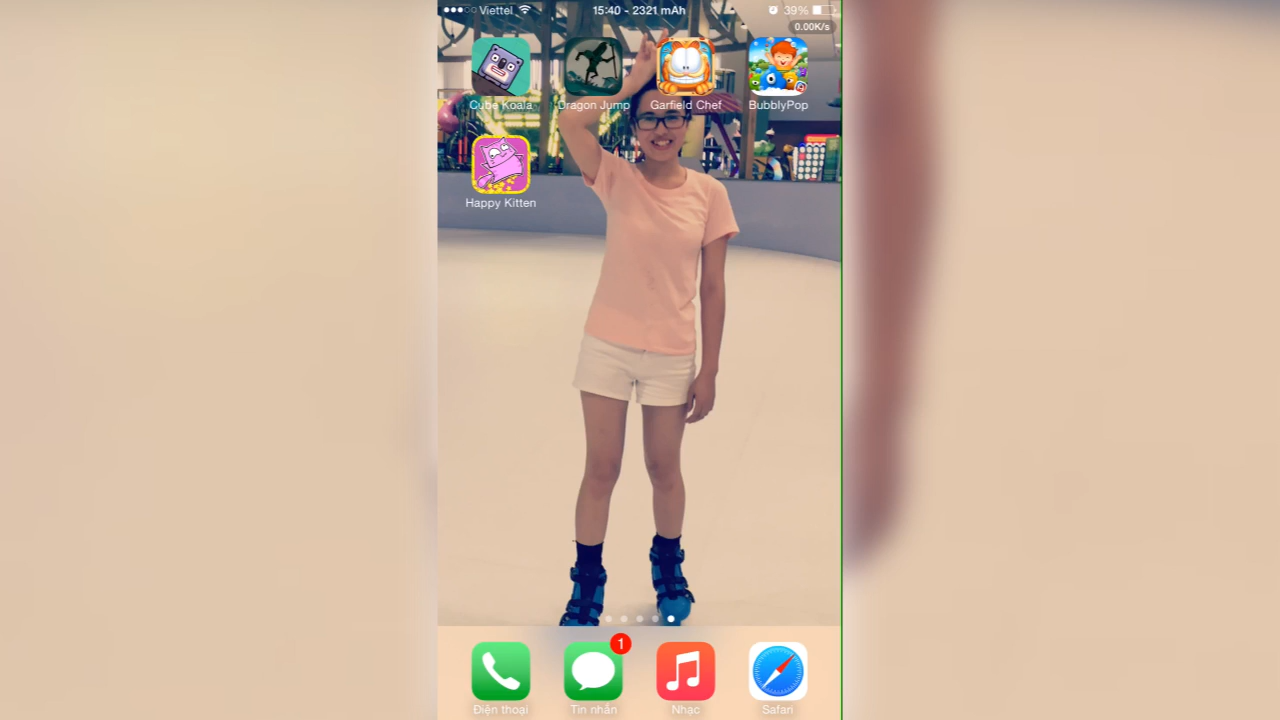 Viettel 15:40 - 2321 mAh 39%
0.00K/s
Cube Koala Dragon Jump Garfield Chef BubblyPop
Happy Kitten
1
Điện thoại Tin nhắn Nhạc Safari